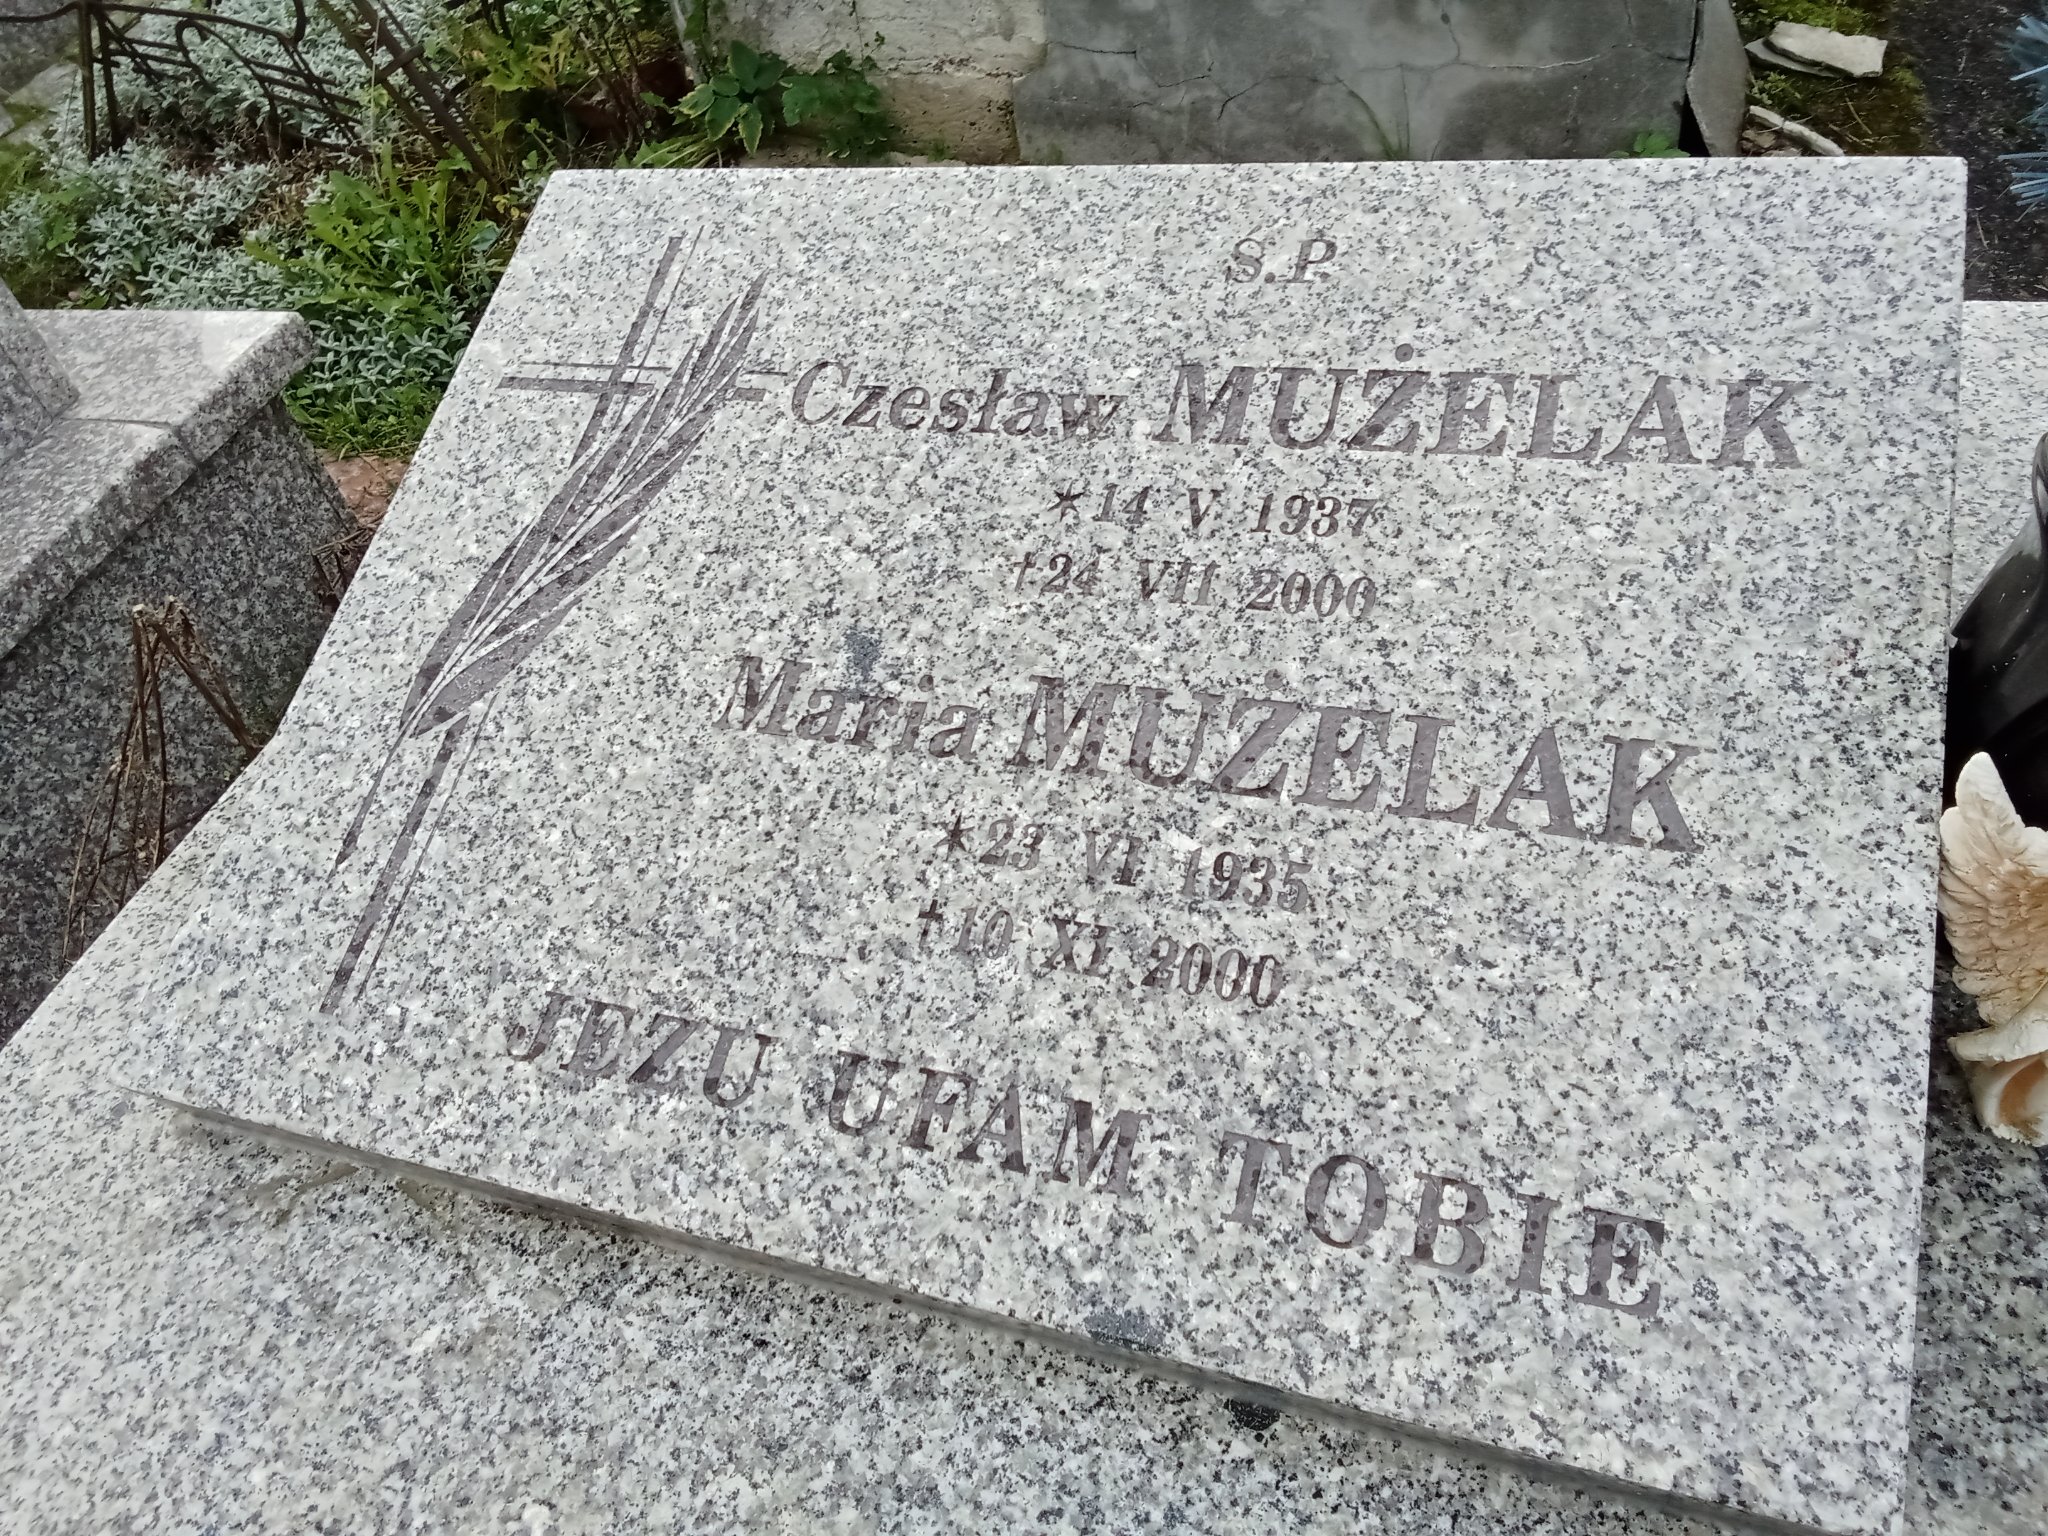 S.P.
Czesław MUŻELAK
*14 V 1937
†24 VII 2000
Maria MUŻELAK
*23 VI 1935
†10 XI 2000
JEZU UFAM TOBIE